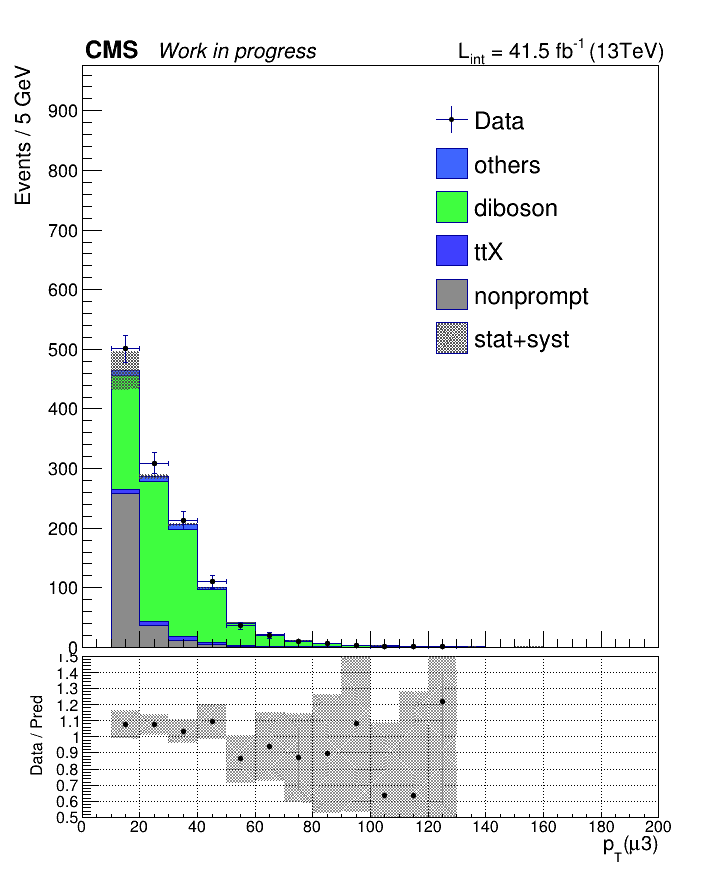 CMS Work in progress L_int = 41.5 fb^-1 (13TeV)
Events / 5 GeV
900
800
700
600
500
400
300
200
100
0
Data
others
diboson
ttX
nonprompt
stat+syst
Data / Pred
1.5
1.4
1.3
1.2
1.1
1
0.9
0.8
0.7
0.6
0.5
0 20 40 60 80 100 120 140 160 180 200
p_T(μ3)